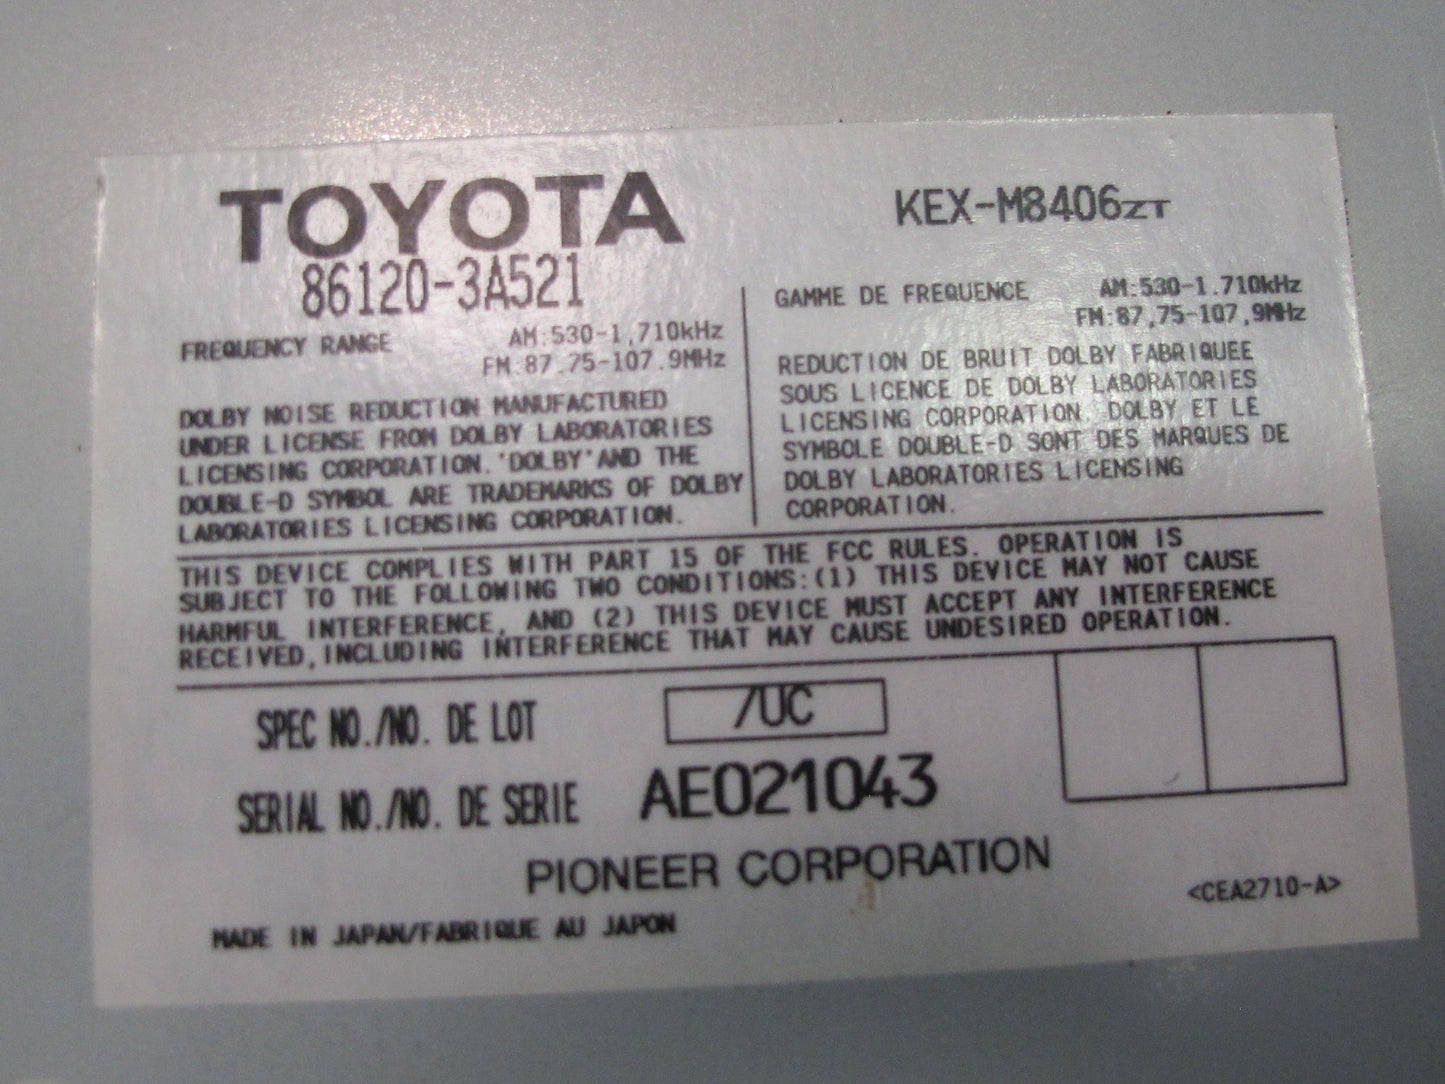 TOYOTA
86120-3A521
KEX-M8406ZT
FREQUENCY RANGE AM:530-1,710kHz
FM:87.75-107.9MHz
DOLBY NOISE REDUCTION MANUFACTURED
UNDER LICENSE FROM DOLBY LABORATORIES
LICENSING CORPORATION. "DOLBY" AND THE
DOUBLE-D SYMBOL ARE TRADEMARKS OF DOLBY
LABORATORIES LICENSING CORPORATION.
GAMME DE FREQUENCE AM:530-1.710kHz
FM:87,75-107,9MHz
REDUCTION DE BRUIT DOLBY FABRIQUEE
SOUS LICENCE DE DOLBY LABORATORIES
LICENSING CORPORATION DOLBY ET LE
SYMBOLE DOUBLE-D SONT DES MARQUES DE
DOLBY LABORATORIES LICENSING
CORPORATION.
THIS DEVICE COMPLIES WITH PART 15 OF THE FCC RULES. OPERATION IS
SUBJECT TO THE FOLLOWING TWO CONDITIONS:(1) THIS DEVICE MAY NOT CAUSE
HARMFUL INTERFERENCE, AND (2) THIS DEVICE MUST ACCEPT ANY INTERFERENCE
RECEIVED,INCLUDING INTERFERENCE THAT MAY CAUSE UNDESIRED OPERATION.
SPEC NO./NO. DE LOT /UC
SERIAL NO./NO. DE SERIE AE021043
PIONEER CORPORATION
<CEA2710-A>
MADE IN JAPAN/FABRIQUE AU JAPON